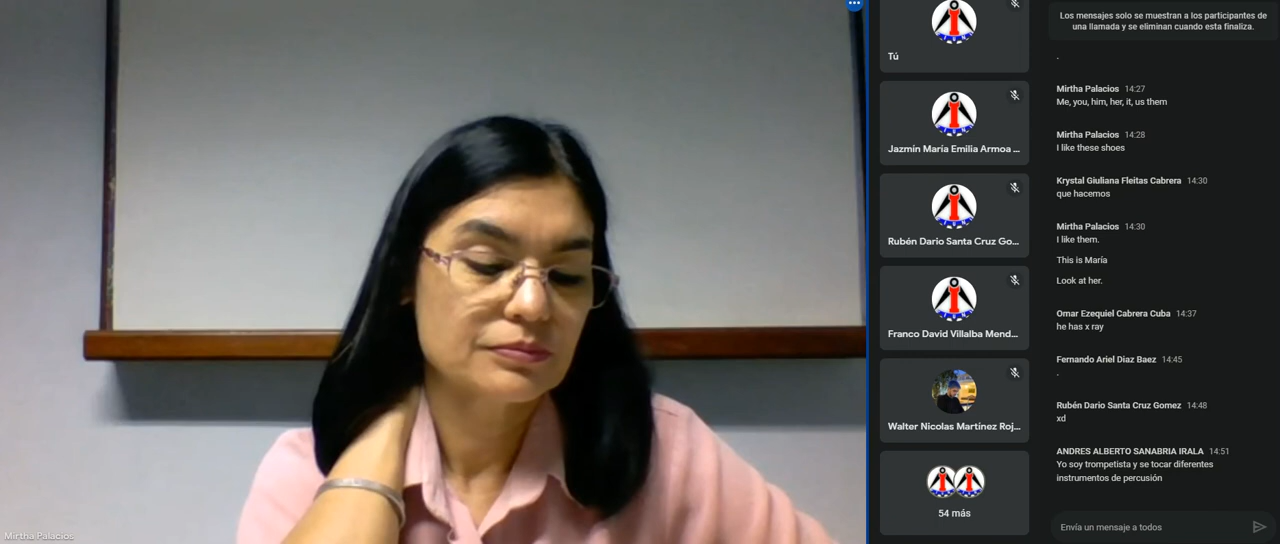 Mirtha Palacios
Tú
Jazmín María Emilia Armoa ...
Rubén Dario Santa Cruz Go...
Franco David Villalba Mend...
Walter Nicolas Martínez Roj...
54 más
Los mensajes solo se muestran a los participantes de
una llamada y se eliminan cuando esta finaliza.
.
Mirtha Palacios 14:27
Me, you, him, her, it, us them
Mirtha Palacios 14:28
I like these shoes
Krystal Giuliana Fleitas Cabrera 14:30
que hacemos
Mirtha Palacios 14:30
I like them.
This is María
Look at her.
Omar Ezequiel Cabrera Cuba 14:37
he has x ray
Fernando Ariel Diaz Baez 14:45
.
Rubén Dario Santa Cruz Gomez 14:48
xd
ANDRES ALBERTO SANABRIA IRALA 14:51
Yo soy trompetista y se tocar diferentes
instrumentos de percusión
Envía un mensaje a todos